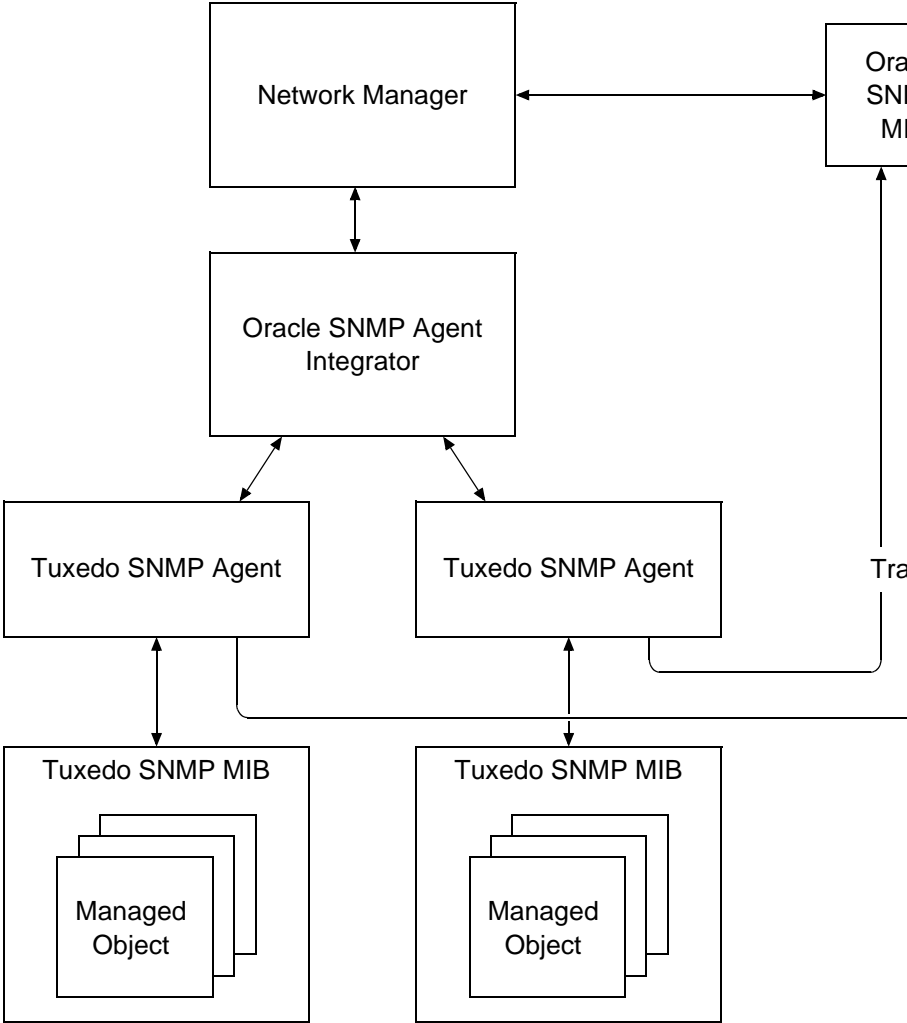 Network Manager
Oracle SNMP Agent
Integrator
Tuxedo SNMP Agent
Tuxedo SNMP Agent
Tuxedo SNMP MIB
Tuxedo SNMP MIB
Managed
Object
Managed
Object